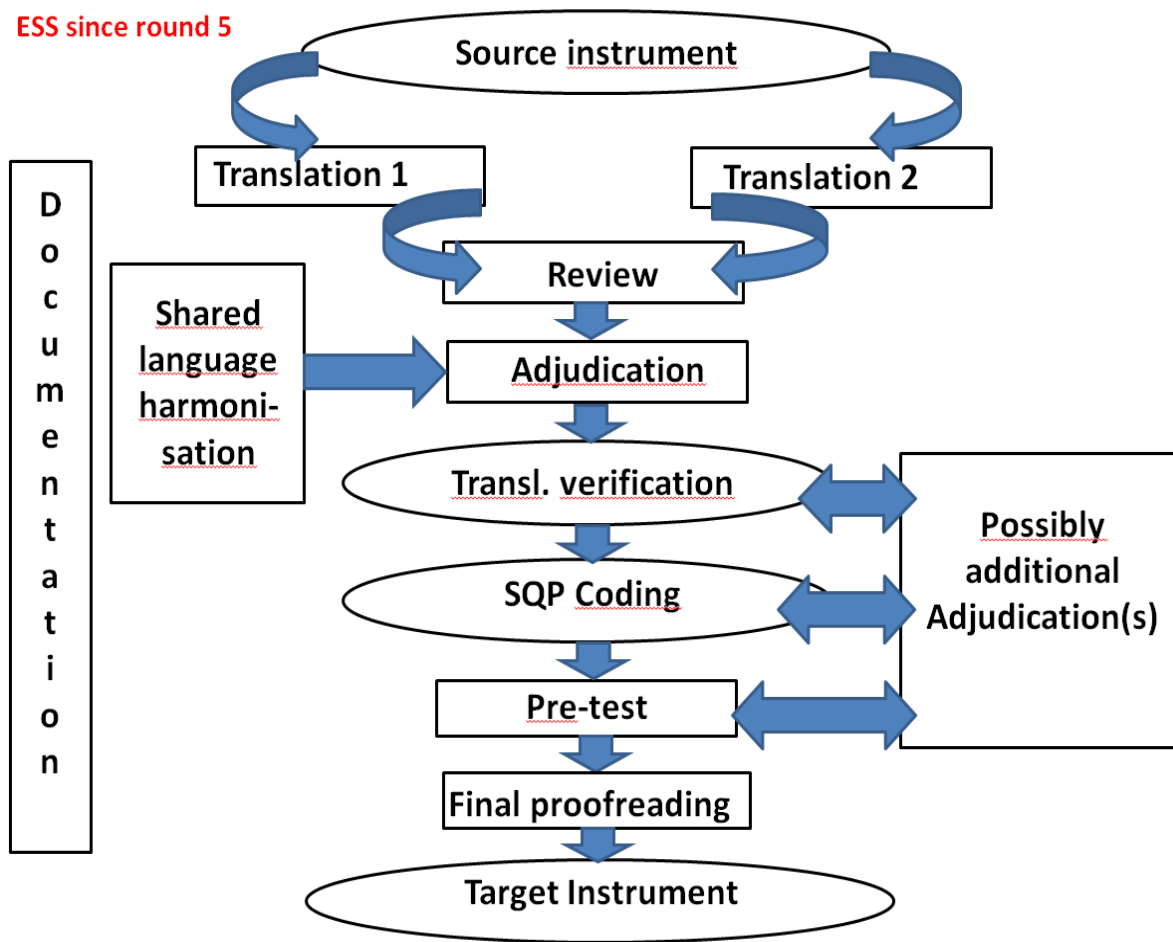 ESS since round 5
Source instrument
Translation 1
Translation 2
D
o
c
u
m
e
n
t
a
t
i
o
n
Review
Shared
language
harmoni-
sation
Adjudication
Transl. verification
Possibly
additional
Adjudication(s)
SQP Coding
Pre-test
Final proofreading
Target Instrument